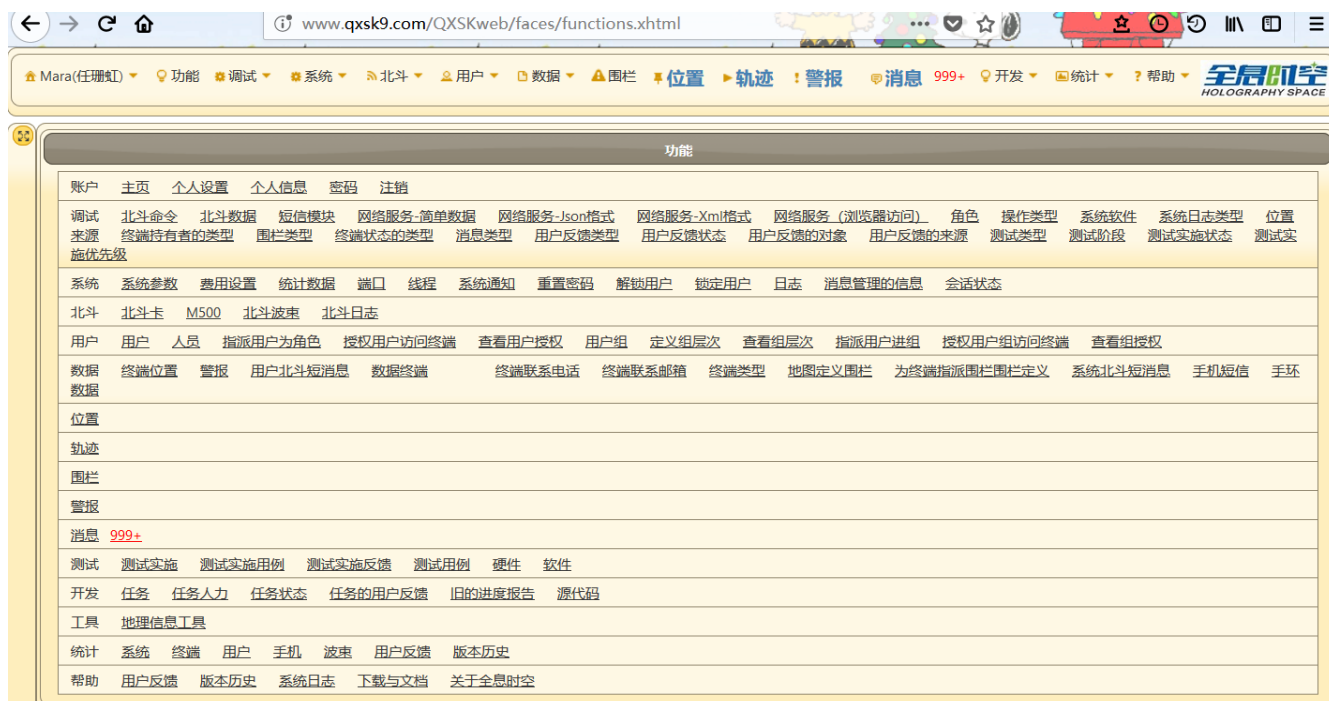 www.qxsk9.com/QXSKweb/faces/functions.xhtml
Mara(任珊虹) 功能 调试 系统 北斗 用户 数据 围栏 位置 轨迹 警报 消息 999+ 开发 统计 ?帮助 全息时空
HOLOGRAPHY SPACE
功能
账户 主页 个人设置 个人信息 密码 注销
调试 北斗命令 北斗数据 短信模块 网络服务-简单数据 网络服务-Json格式 网络服务-Xml格式 网络服务（浏览器访问） 角色 操作类型 系统软件 系统日志类型 位置
来源 终端持有者的类型 围栏类型 终端状态的类型 消息类型 用户反馈类型 用户反馈状态 用户反馈的对象 用户反馈的来源 测试类型 测试阶段 测试实施状态 测试实
施优先级
系统 系统参数 费用设置 统计数据 端口 线程 系统通知 重置密码 解锁用户 锁定用户 日志 消息管理的信息 会话状态
北斗 北斗卡 M500 北斗波束 北斗日志
用户 用户 人员 指派用户为角色 授权用户访问终端 查看用户授权 用户组 定义组层次 查看组层次 指派用户进组 授权用户组访问终端 查看组授权
数据 终端位置 警报 用户北斗短消息 数据终端 终端联系电话 终端联系邮箱 终端类型 地图定义围栏 为终端指派围栏围栏定义 系统北斗短消息 手机短信 手环
数据
位置
轨迹
围栏
警报
消息 999+
测试 测试实施 测试实施用例 测试实施反馈 测试用例 硬件 软件
开发 任务 任务人力 任务状态 任务的用户反馈 旧的进度报告 源代码
工具 地理信息工具
统计 系统 终端 用户 手机 波束 用户反馈 版本历史
帮助 用户反馈 版本历史 系统日志 下载与文档 关于全息时空